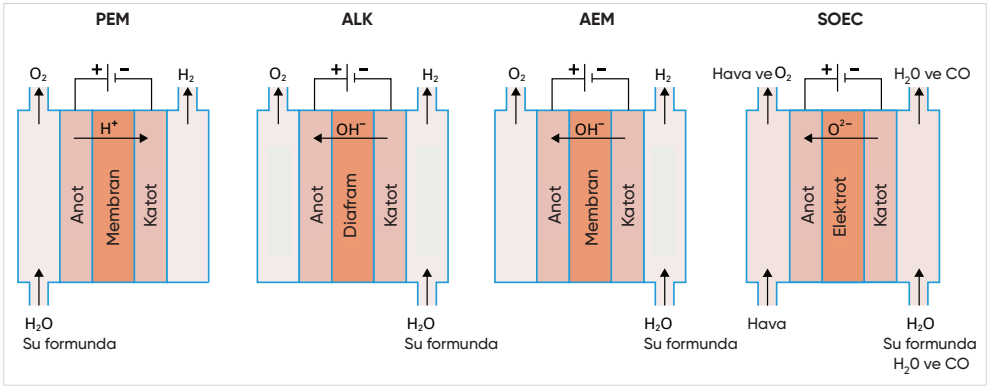 PEM
O₂
+ -
H₂
H⁺
Anot
Membran
Katot
H₂O
Su formunda
ALK
O₂
+ -
H₂
OH⁻
Anot
Diafram
Katot
H₂O
Su formunda
AEM
O₂
+ -
H₂
OH⁻
Anot
Membran
Katot
H₂O
Su formunda
SOEC
Hava ve O₂
+ -
H₂0 ve CO
O²⁻
Anot
Elektrot
Katot
Hava
H₂O
Su formunda
H₂0 ve CO